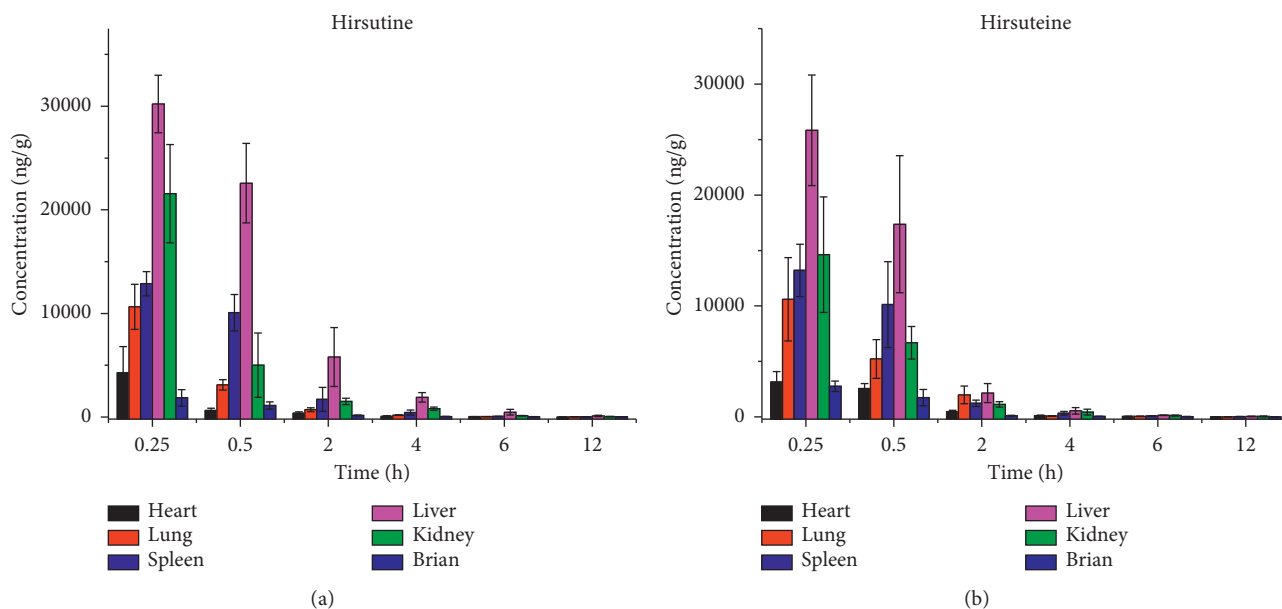 Hirsutine
30000
20000
10000
0
Concentration (ng/g)
0.25 0.5 2 4 6 12
Time (h)
Heart
Lung
Spleen
Liver
Kidney
Brian
(a)
Hirsuteine
30000
20000
10000
0
Concentration (ng/g)
0.25 0.5 2 4 6 12
Time (h)
Heart
Lung
Spleen
Liver
Kidney
Brian
(b)